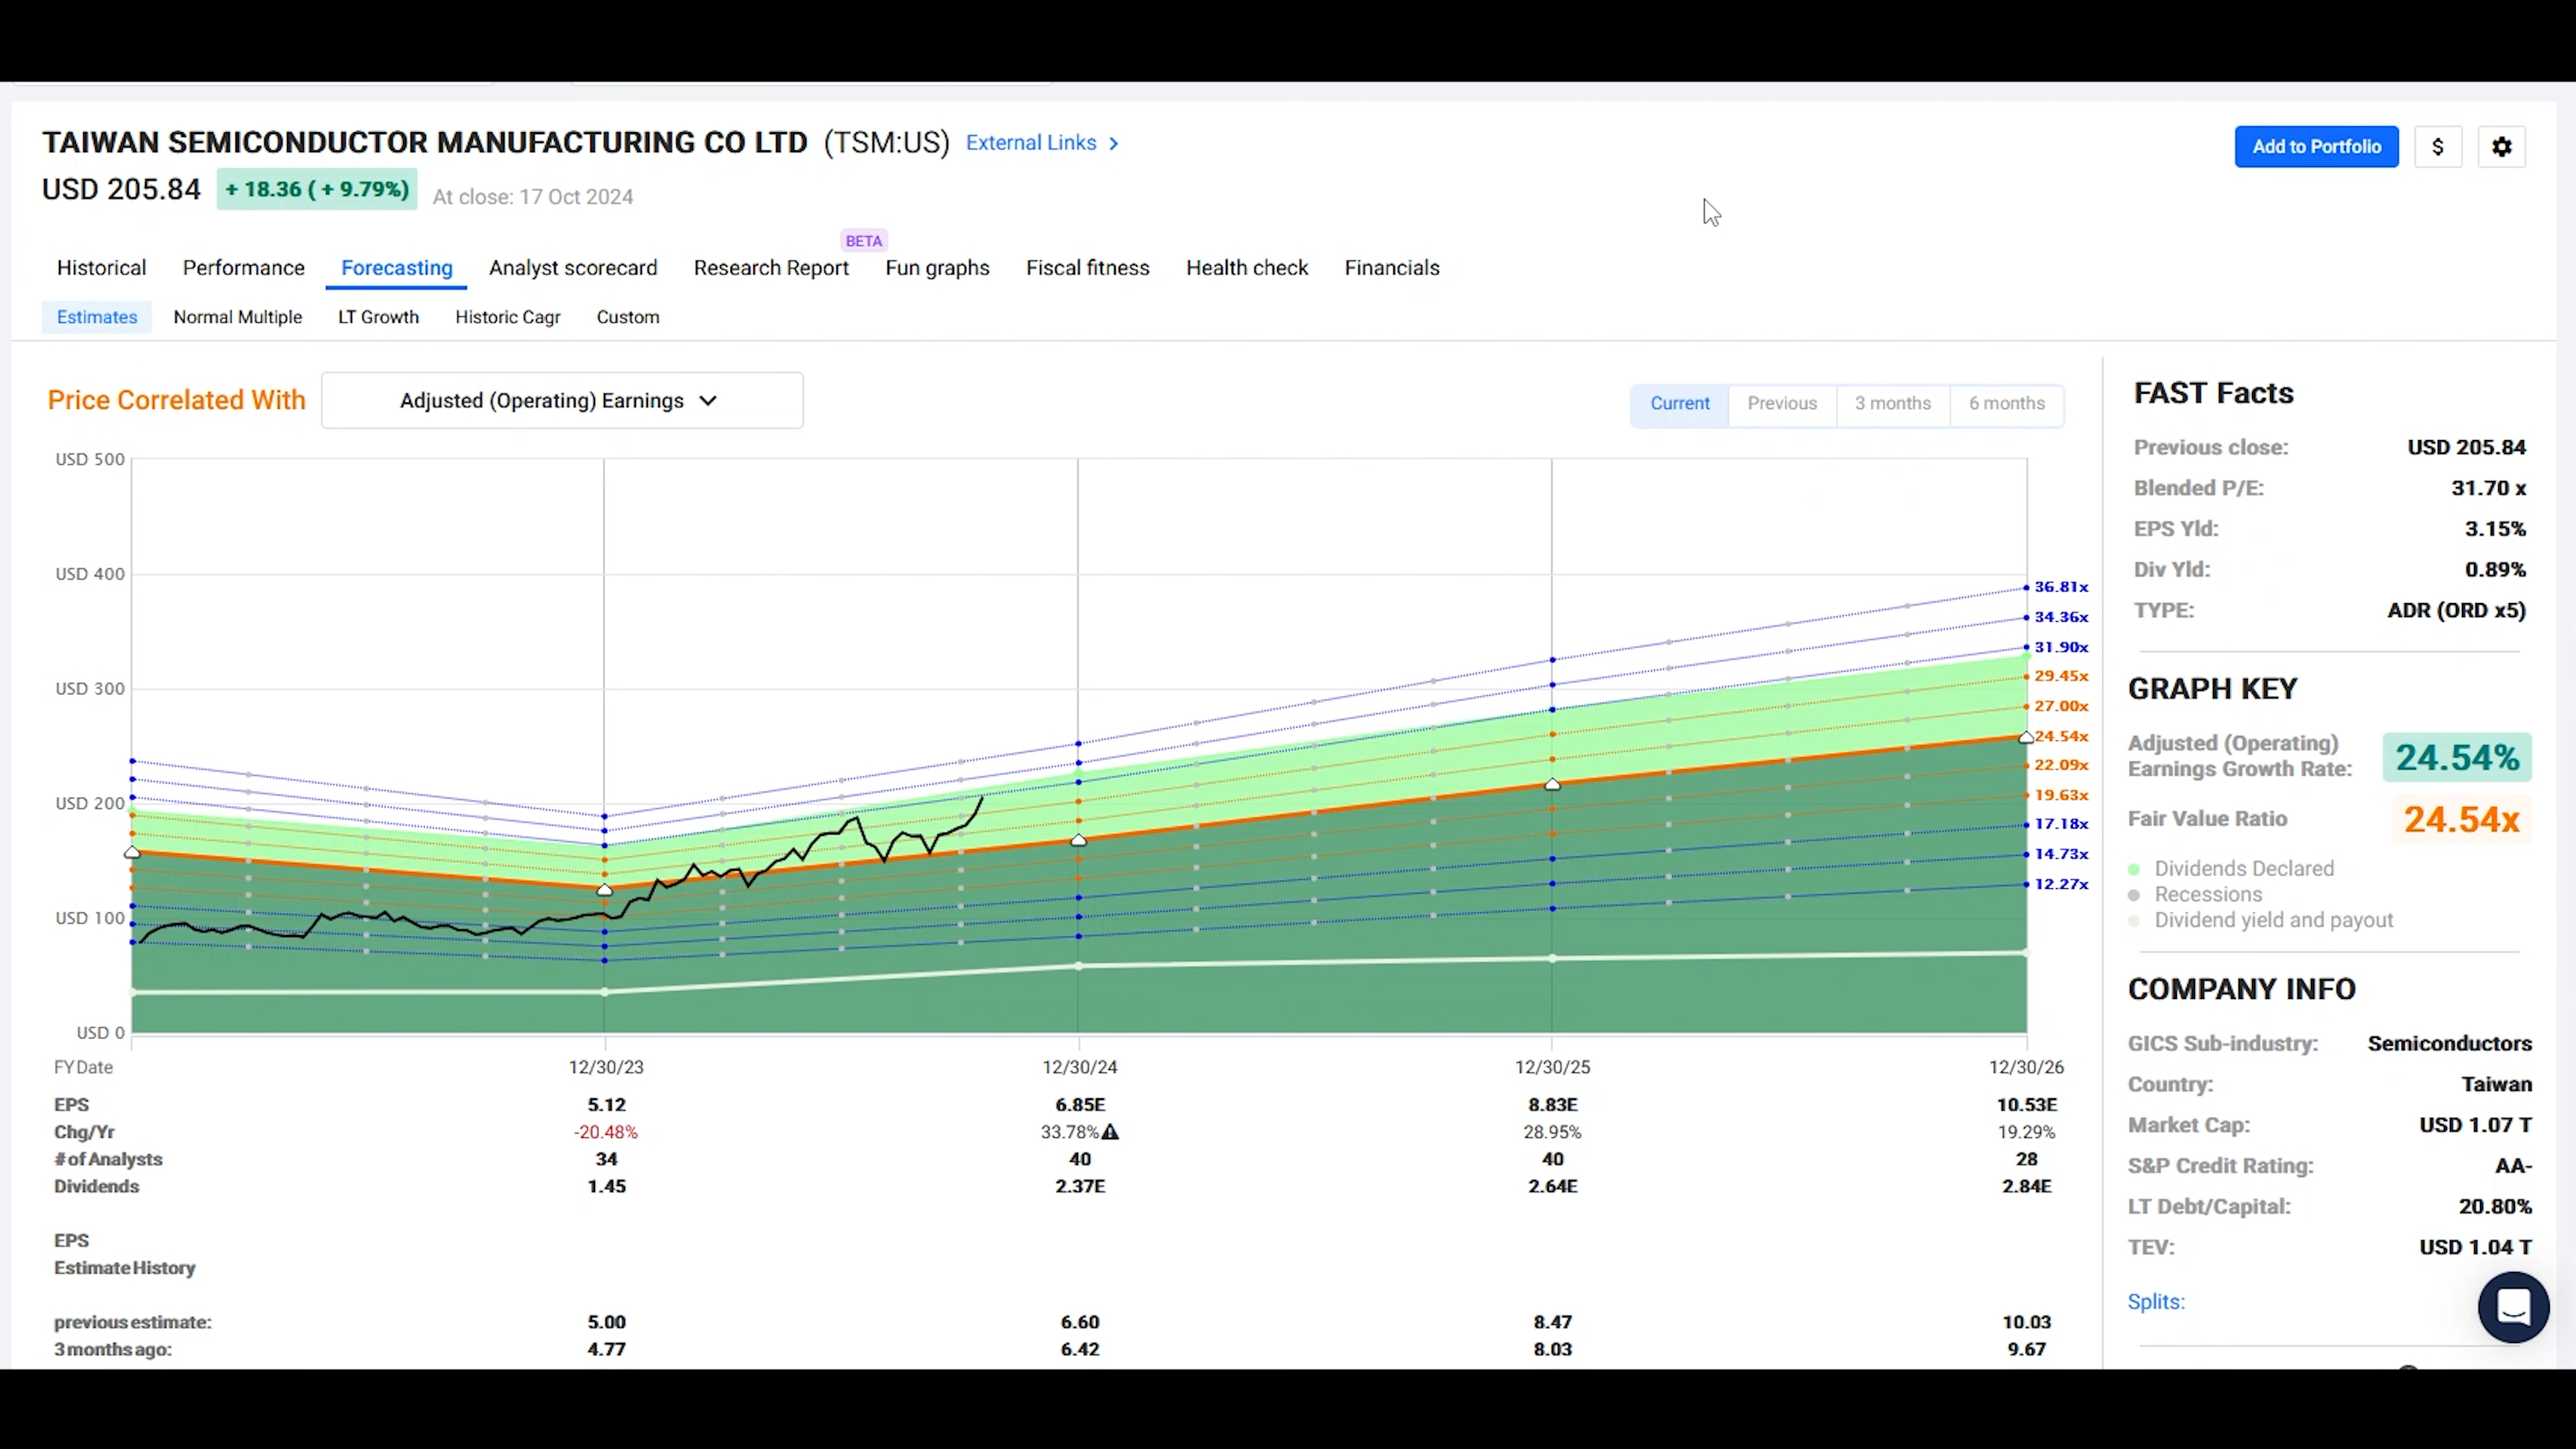 TAIWAN SEMICONDUCTOR MANUFACTURING CO LTD (TSM:US) External Links
Add to Portfolio $
USD 205.84 + 18.36 ( + 9.79%) At close: 17 Oct 2024
BETA
Historical Performance Forecasting Analyst scorecard Research Report Fun graphs Fiscal fitness Health check Financials
Estimates Normal Multiple LT Growth Historic Cagr Custom
Price Correlated With Adjusted (Operating) Earnings
Current Previous 3 months 6 months
USD 500
USD 400
USD 300
USD 200
USD 100
USD 0
36.81x
34.36x
31.90x
29.45x
27.00x
24.54x
22.09x
19.63x
17.18x
14.73x
12.27x
FY Date 12/30/23 12/30/24 12/30/25 12/30/26
EPS 5.12 6.85E 8.83E 10.53E
Chg/Yr -20.48% 33.78% 28.95% 19.29%
# of Analysts 34 40 40 28
Dividends 1.45 2.37E 2.64E 2.84E
EPS
Estimate History
previous estimate: 5.00 6.60 8.47 10.03
3 months ago: 4.77 6.42 8.03 9.67
FAST Facts
Previous close: USD 205.84
Blended P/E: 31.70 x
EPS Yld: 3.15%
Div Yld: 0.89%
TYPE: ADR (ORD x5)
GRAPH KEY
Adjusted (Operating)
Earnings Growth Rate: 24.54%
Fair Value Ratio 24.54x
Dividends Declared
Recessions
Dividend yield and payout
COMPANY INFO
GICS Sub-industry: Semiconductors
Country: Taiwan
Market Cap: USD 1.07 T
S&P Credit Rating: AA-
LT Debt/Capital: 20.80%
TEV: USD 1.04 T
Splits: